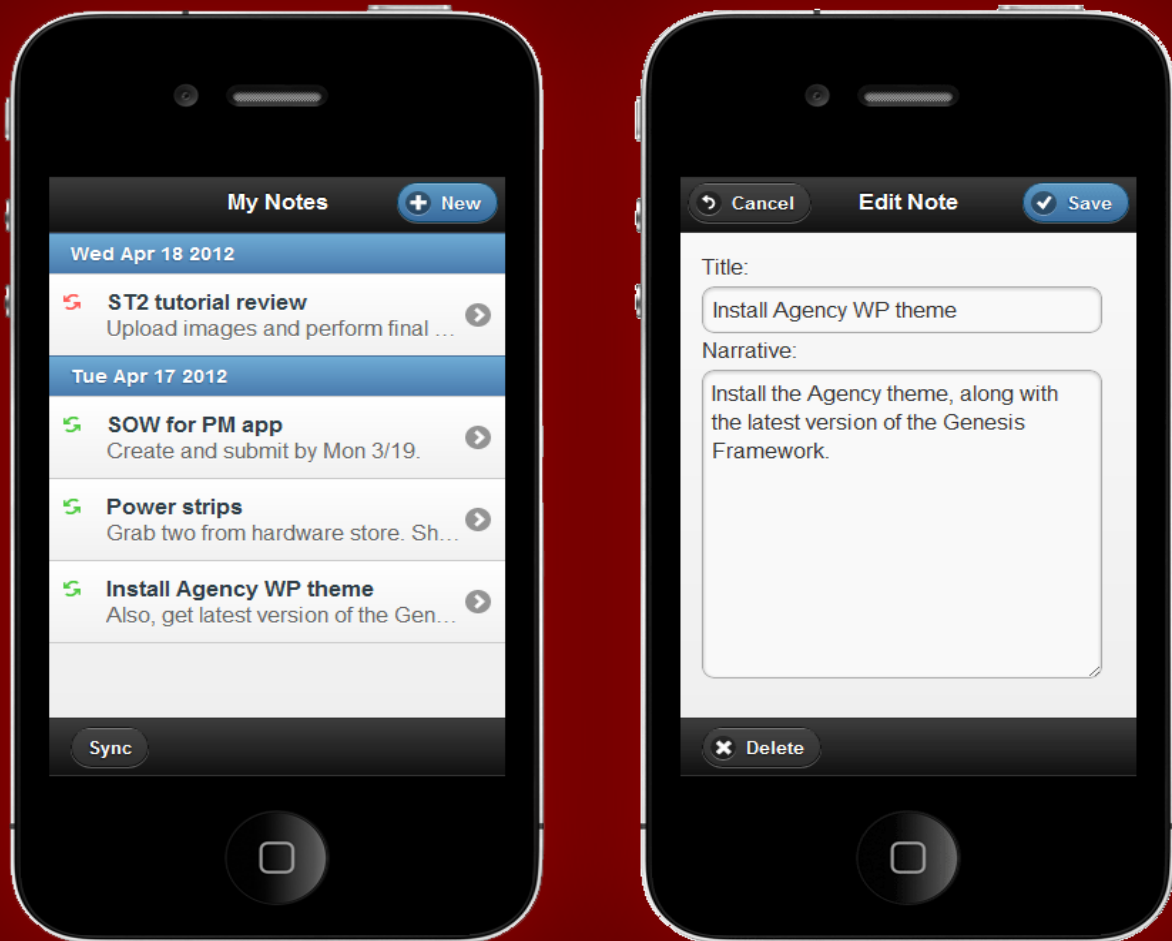 My Notes
New
Wed Apr 18 2012
ST2 tutorial review
Upload images and perform final ...
Tue Apr 17 2012
SOW for PM app
Create and submit by Mon 3/19.
Power strips
Grab two from hardware store. Sh...
Install Agency WP theme
Also, get latest version of the Gen...
Sync
Cancel
Edit Note
Save
Title:
Install Agency WP theme
Narrative:
Install the Agency theme, along with
the latest version of the Genesis
Framework.
Delete